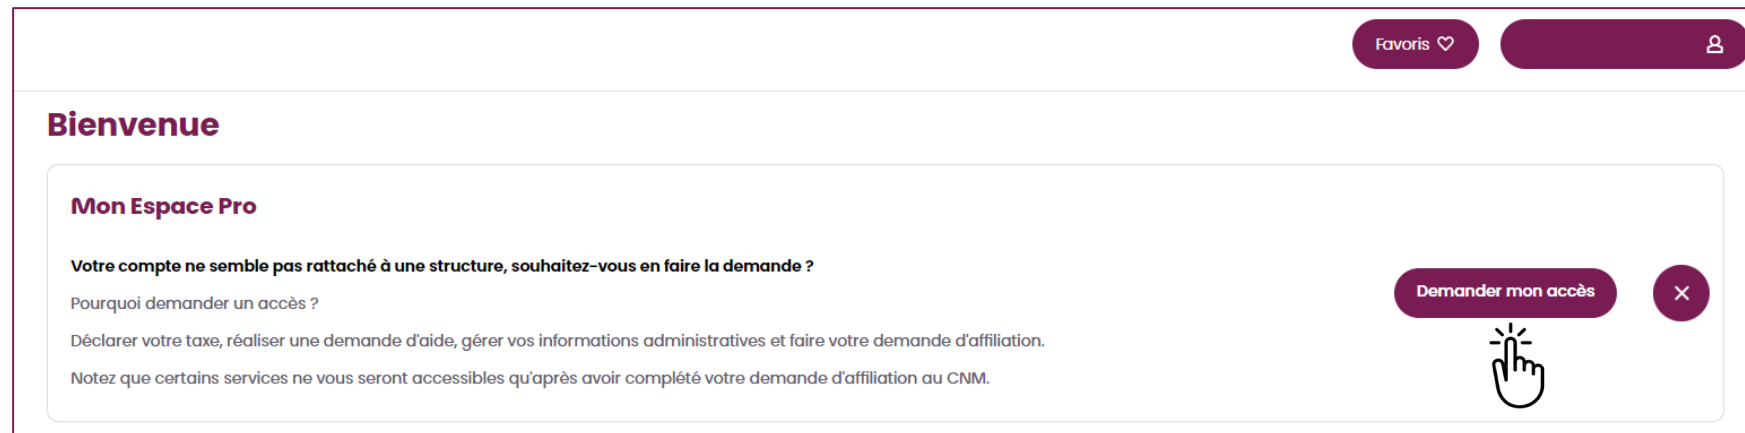 Favoris
Bienvenue
Mon Espace Pro
Votre compte ne semble pas rattaché à une structure, souhaitez-vous en faire la demande ?
Pourquoi demander un accès ?
Déclarer votre taxe, réaliser une demande d'aide, gérer vos informations administratives et faire votre demande d'affiliation.
Notez que certains services ne vous seront accessibles qu'après avoir complété votre demande d'affiliation au CNM.
Demander mon accès